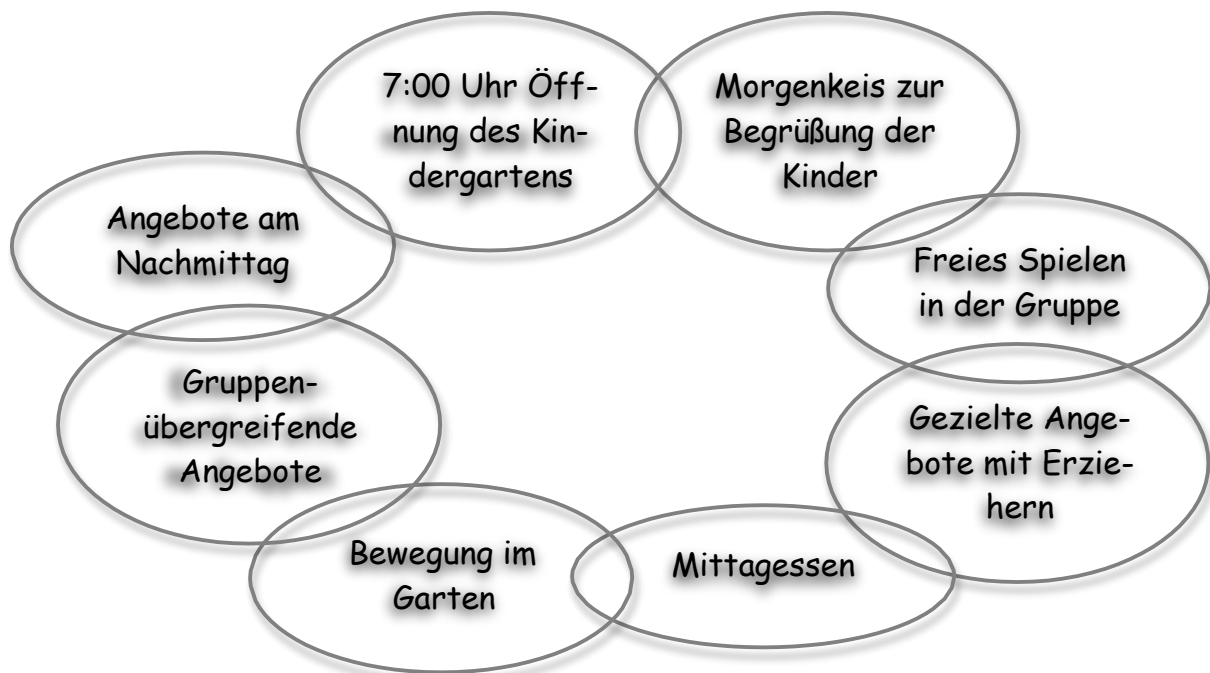 7:00 Uhr Öff-
nung des Kin-
dergartens
Morgenkeis zur
Begrüßung der
Kinder
Freies Spielen
in der Gruppe
Gezielte Ange-
bote mit Erzie-
hern
Mittagessen
Bewegung im
Garten
Gruppen-
übergreifende
Angebote
Angebote am
Nachmittag